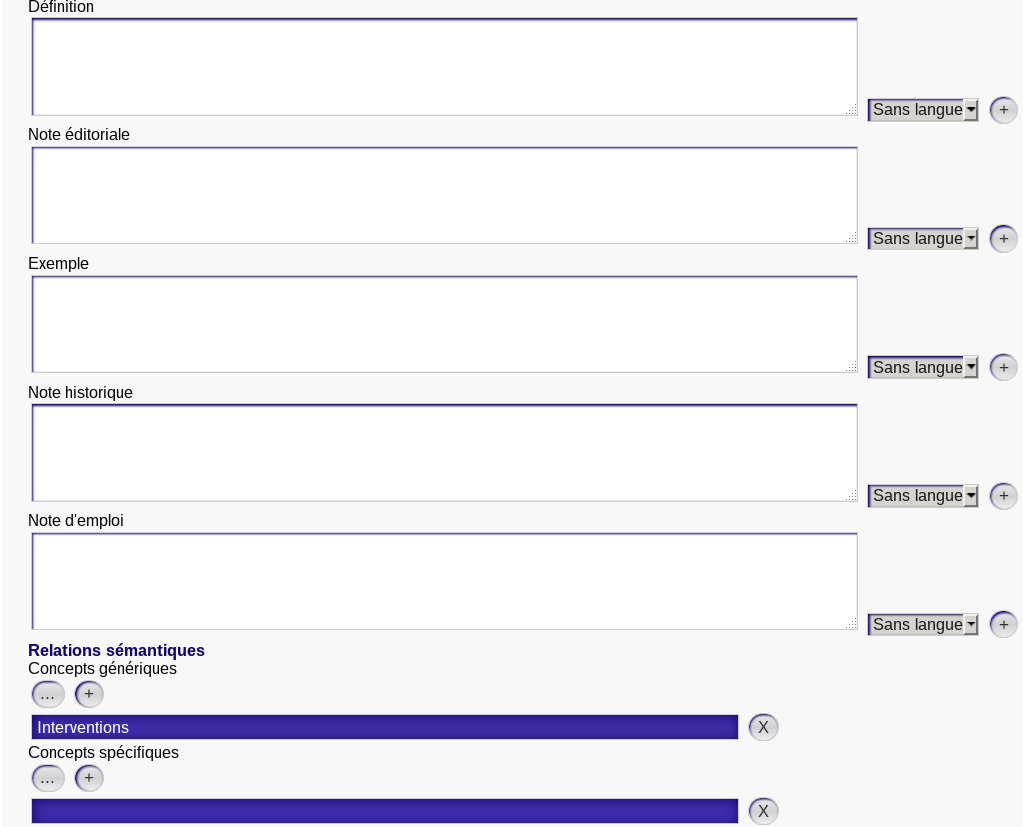 Définition
Sans langue +
Note éditoriale
Sans langue +
Exemple
Sans langue +
Note historique
Sans langue +
Note d'emploi
Sans langue +
Relations sémantiques
Concepts génériques
... +
Interventions X
Concepts spécifiques
... +
X